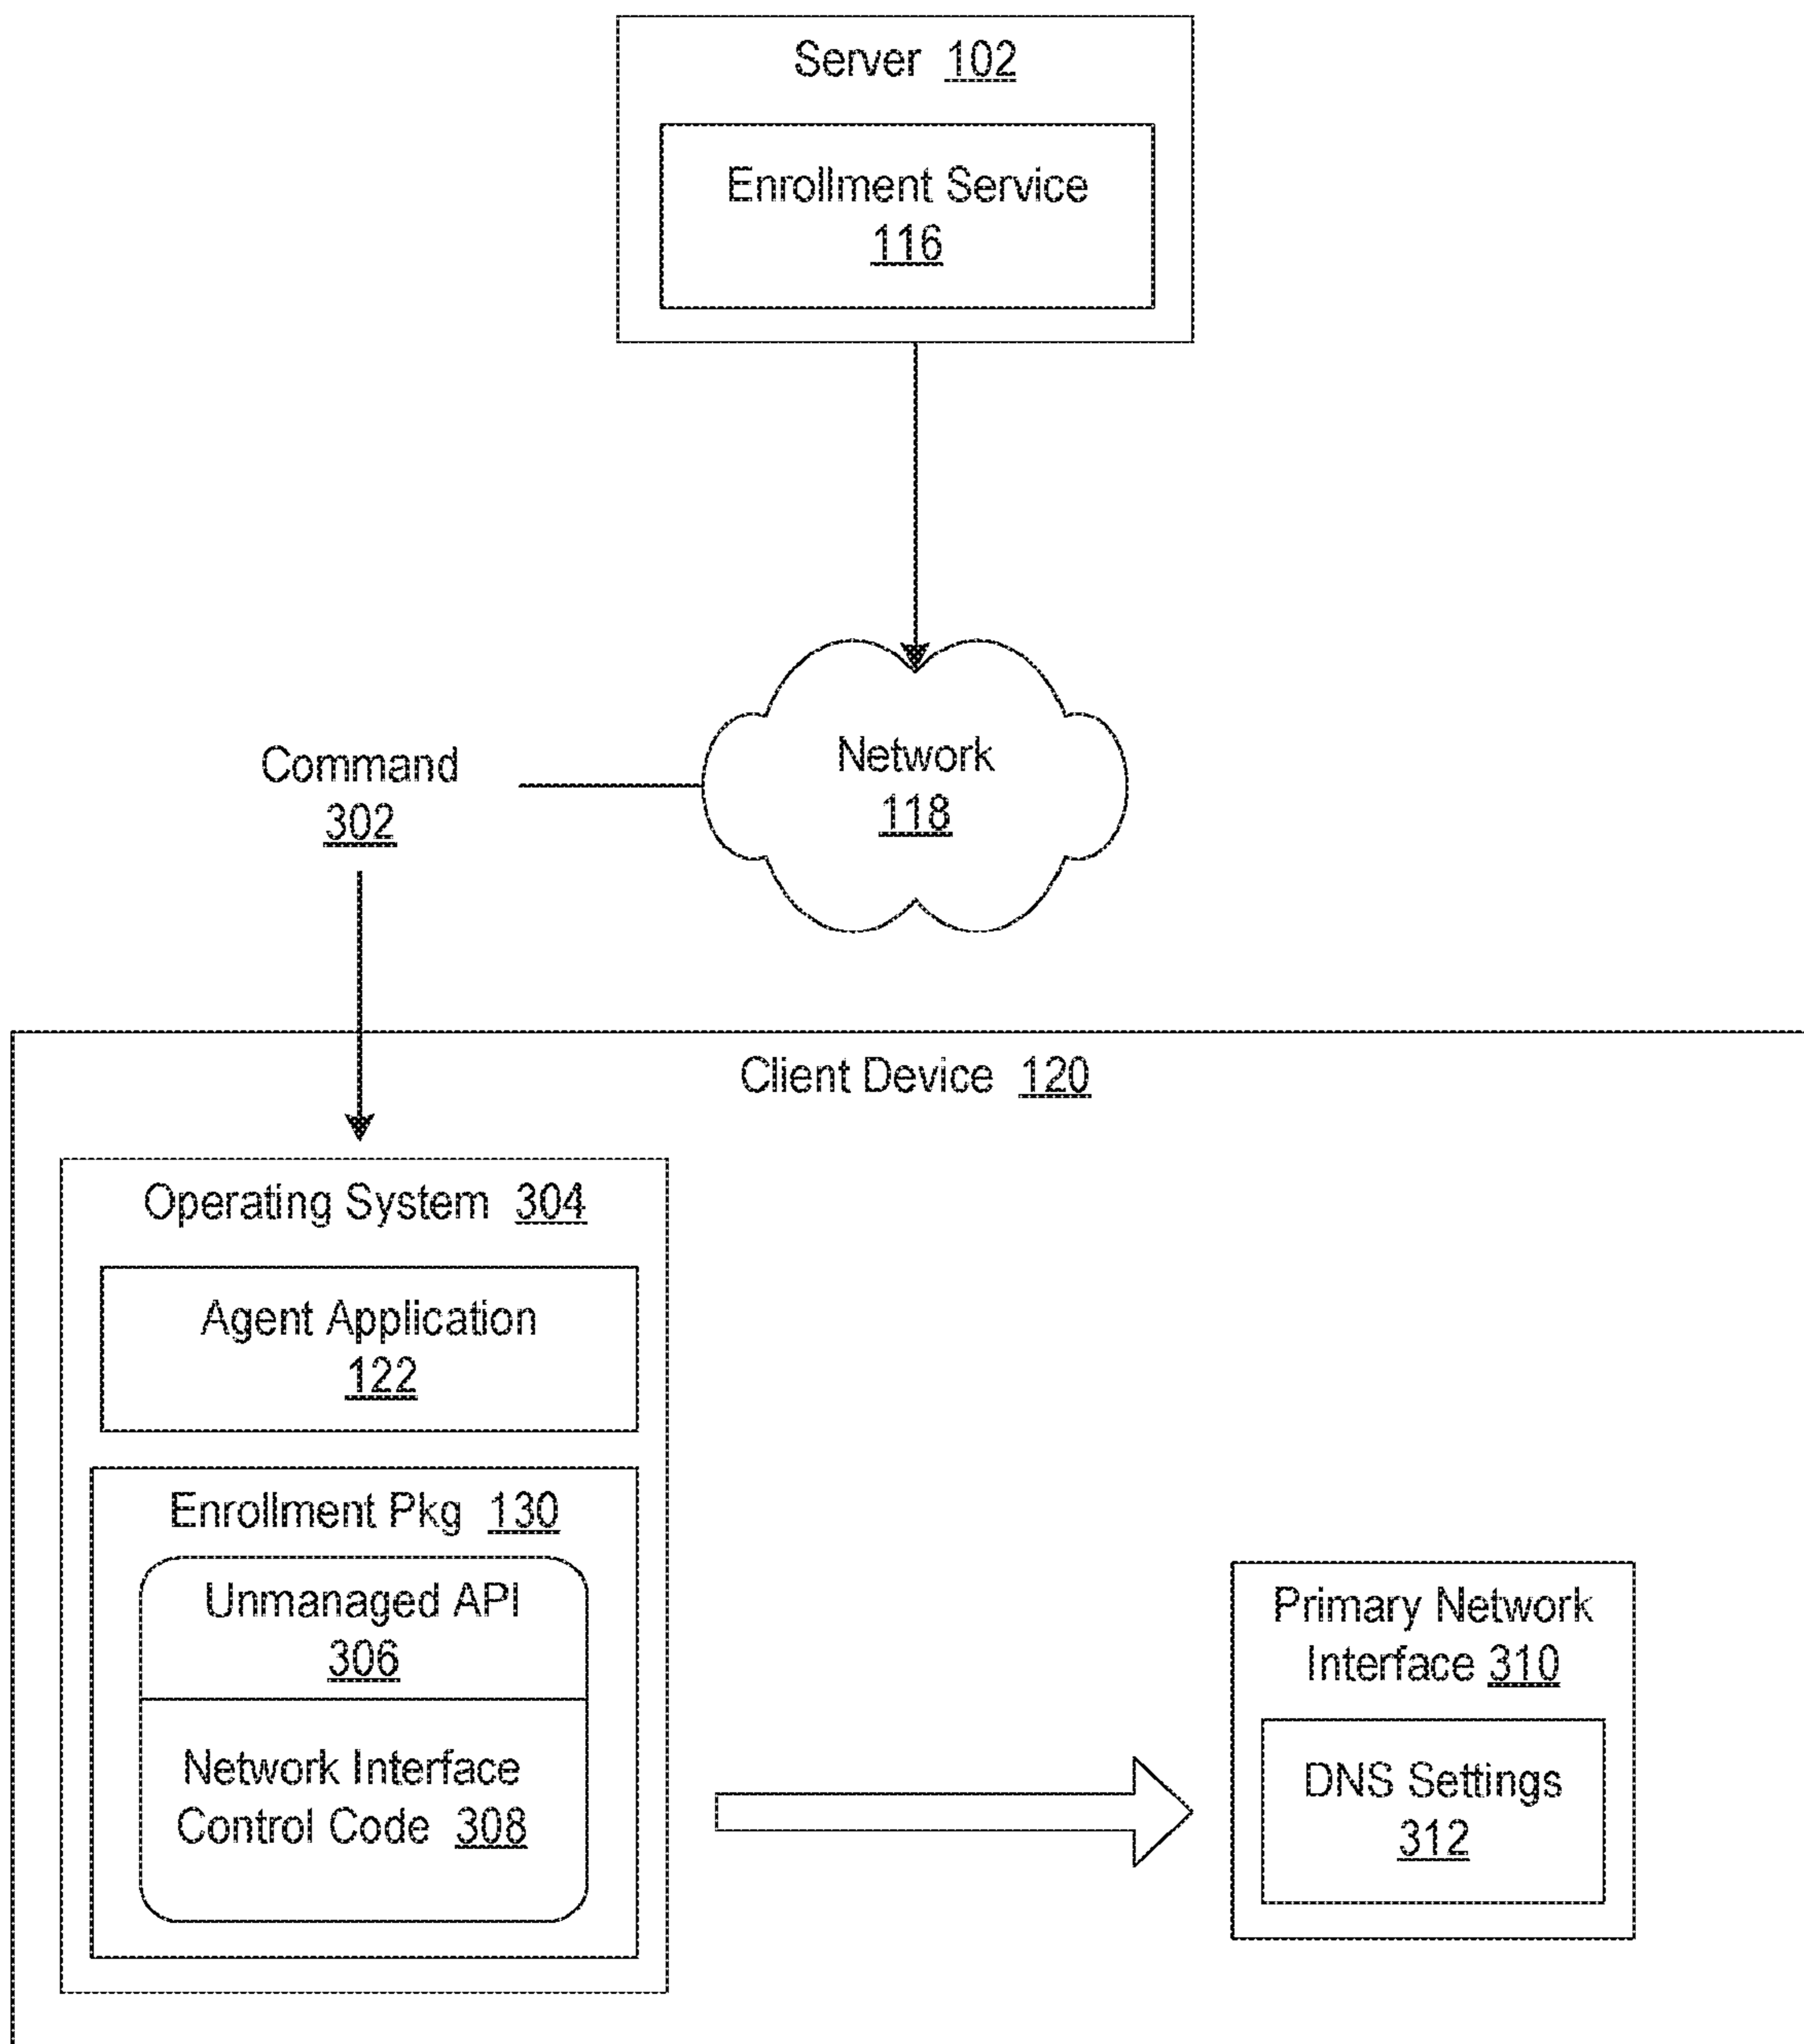 Server 102
Enrollment Service
116
Network
118
Command
302
Client Device 120
Operating System 304
Agent Application
122
Enrollment Pkg 130
Unmanaged API
306
Network Interface
Control Code 308
Primary Network
Interface 310
DNS Settings
312